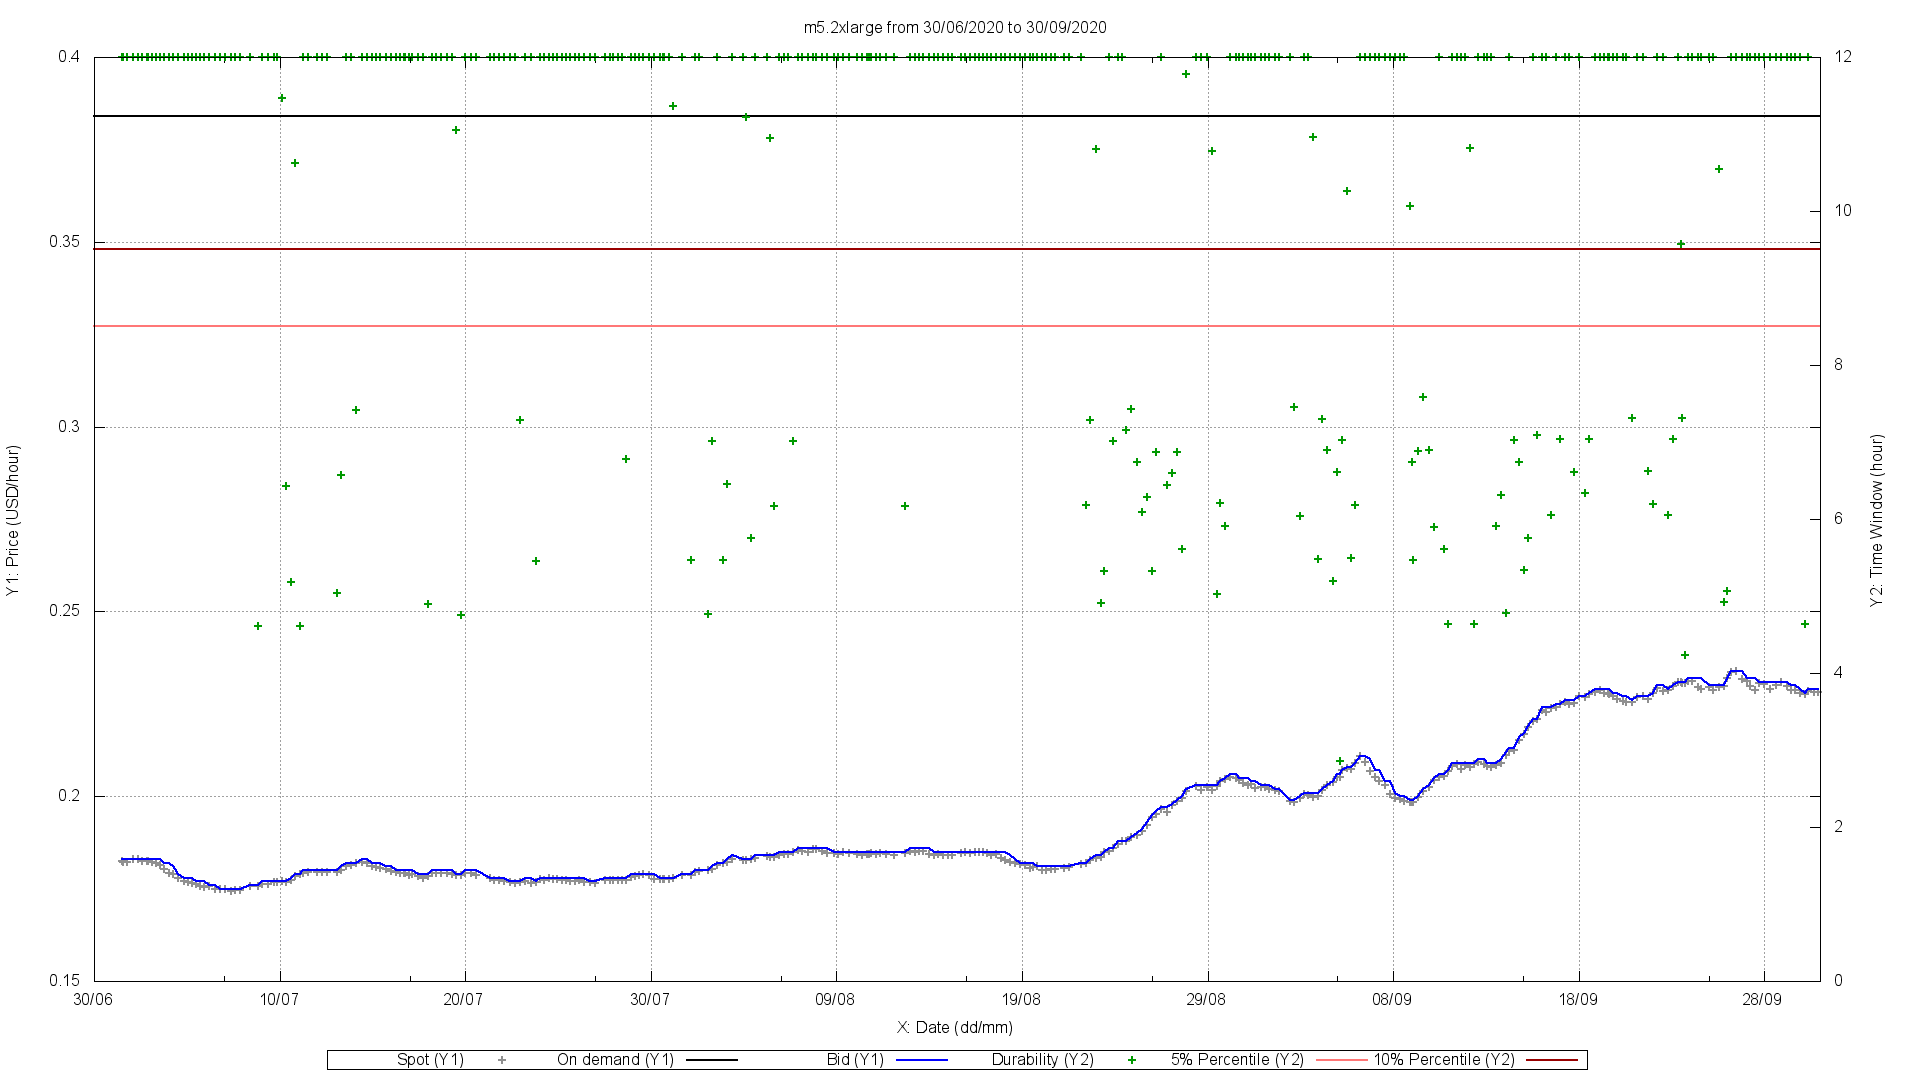 m5.2xlarge from 30/06/2020 to 30/09/2020
0.4
0.35
0.3
0.25
0.2
0.15
Y1: Price (USD/hour)
12
10
8
6
4
2
0
Y2: Time Window (hour)
30/06 10/07 20/07 30/07 09/08 19/08 29/08 08/09 18/09 28/09
X: Date (dd/mm)
Spot (Y1) On demand (Y1) Bid (Y1) Durability (Y2) 5% Percentile (Y2) 10% Percentile (Y2)